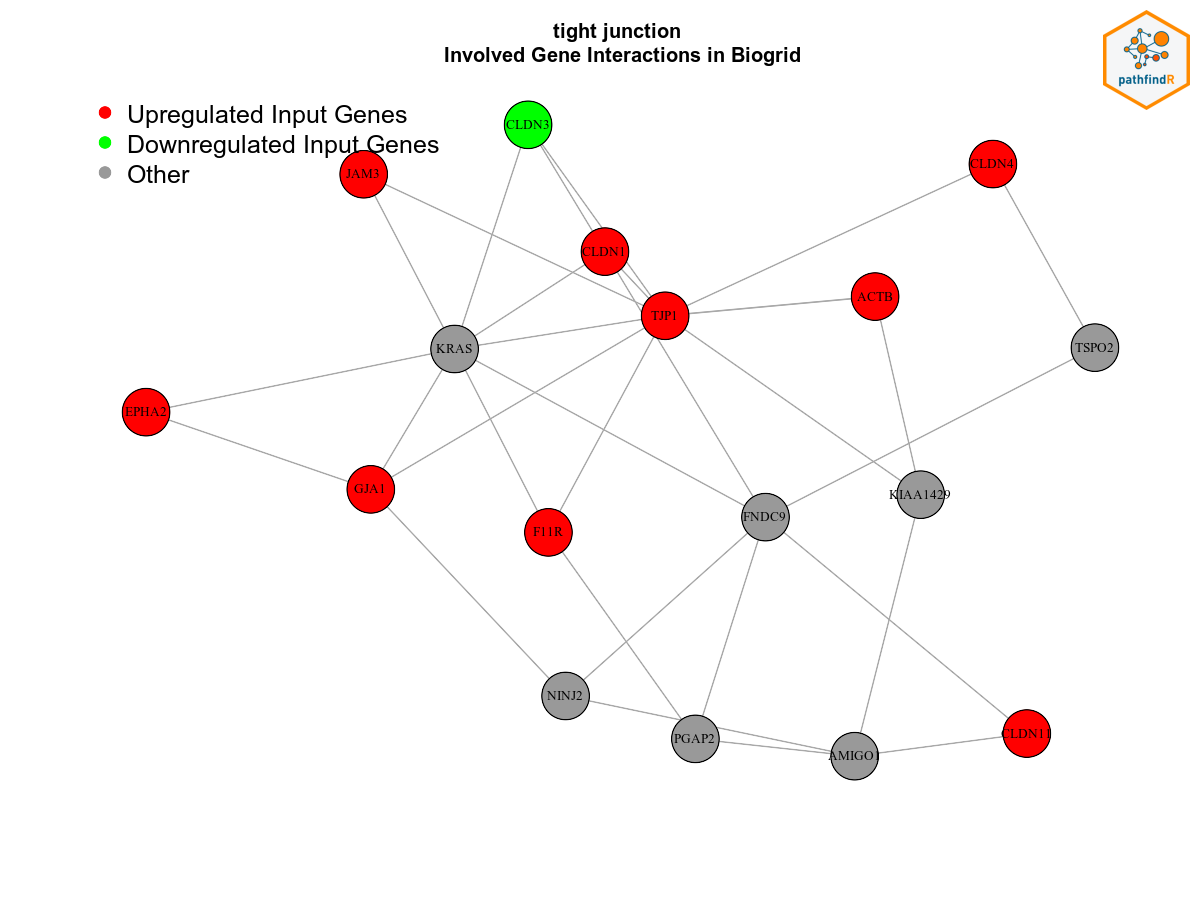 tight junction
Involved Gene Interactions in Biogrid
pathfindR
Upregulated Input Genes
Downregulated Input Genes
Other
CLDN3
JAM3
CLDN4
CLDN1
ACTB
TJP1
KRAS
TSPO2
EPHA2
GJA1
KIAA1429
FNDC9
F11R
NINJ2
PGAP2
AMIGO1
CLDN11